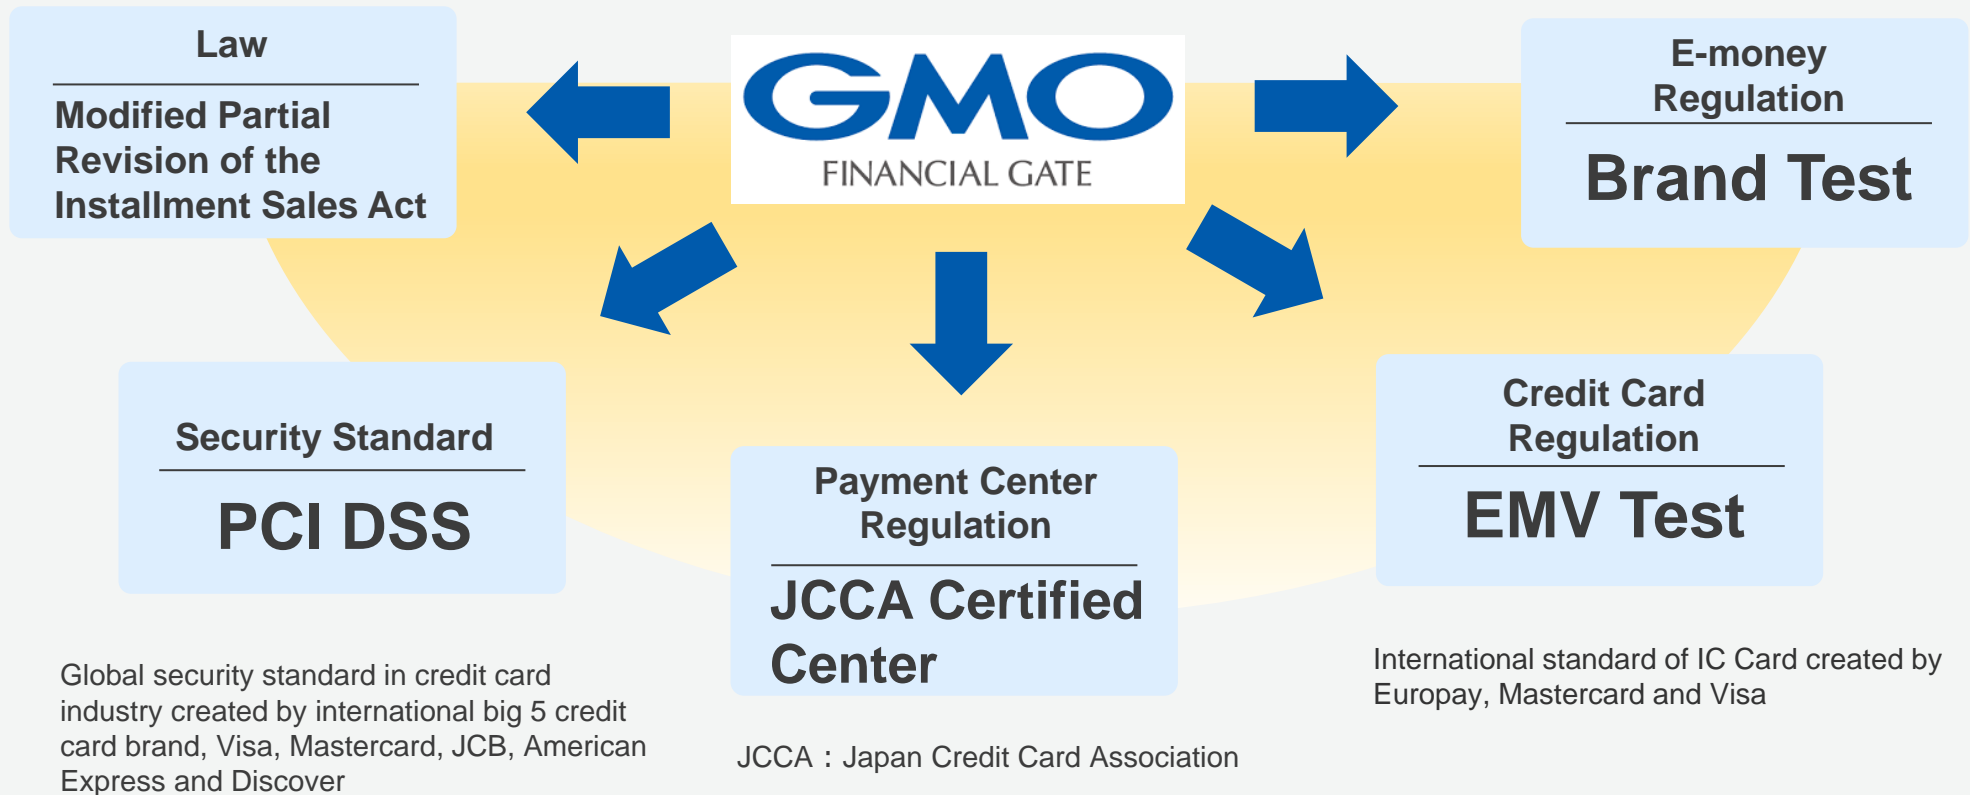 Law
Modified Partial
Revision of the
Installment Sales Act
GMO
FINANCIAL GATE
E-money
Regulation
Brand Test
Security Standard
PCI DSS
Payment Center
Regulation
JCCA Certified
Center
Credit Card
Regulation
EMV Test
Global security standard in credit card
industry created by international big 5 credit
card brand, Visa, Mastercard, JCB, American
Express and Discover
JCCA：Japan Credit Card Association
International standard of IC Card created by
Europay, Mastercard and Visa